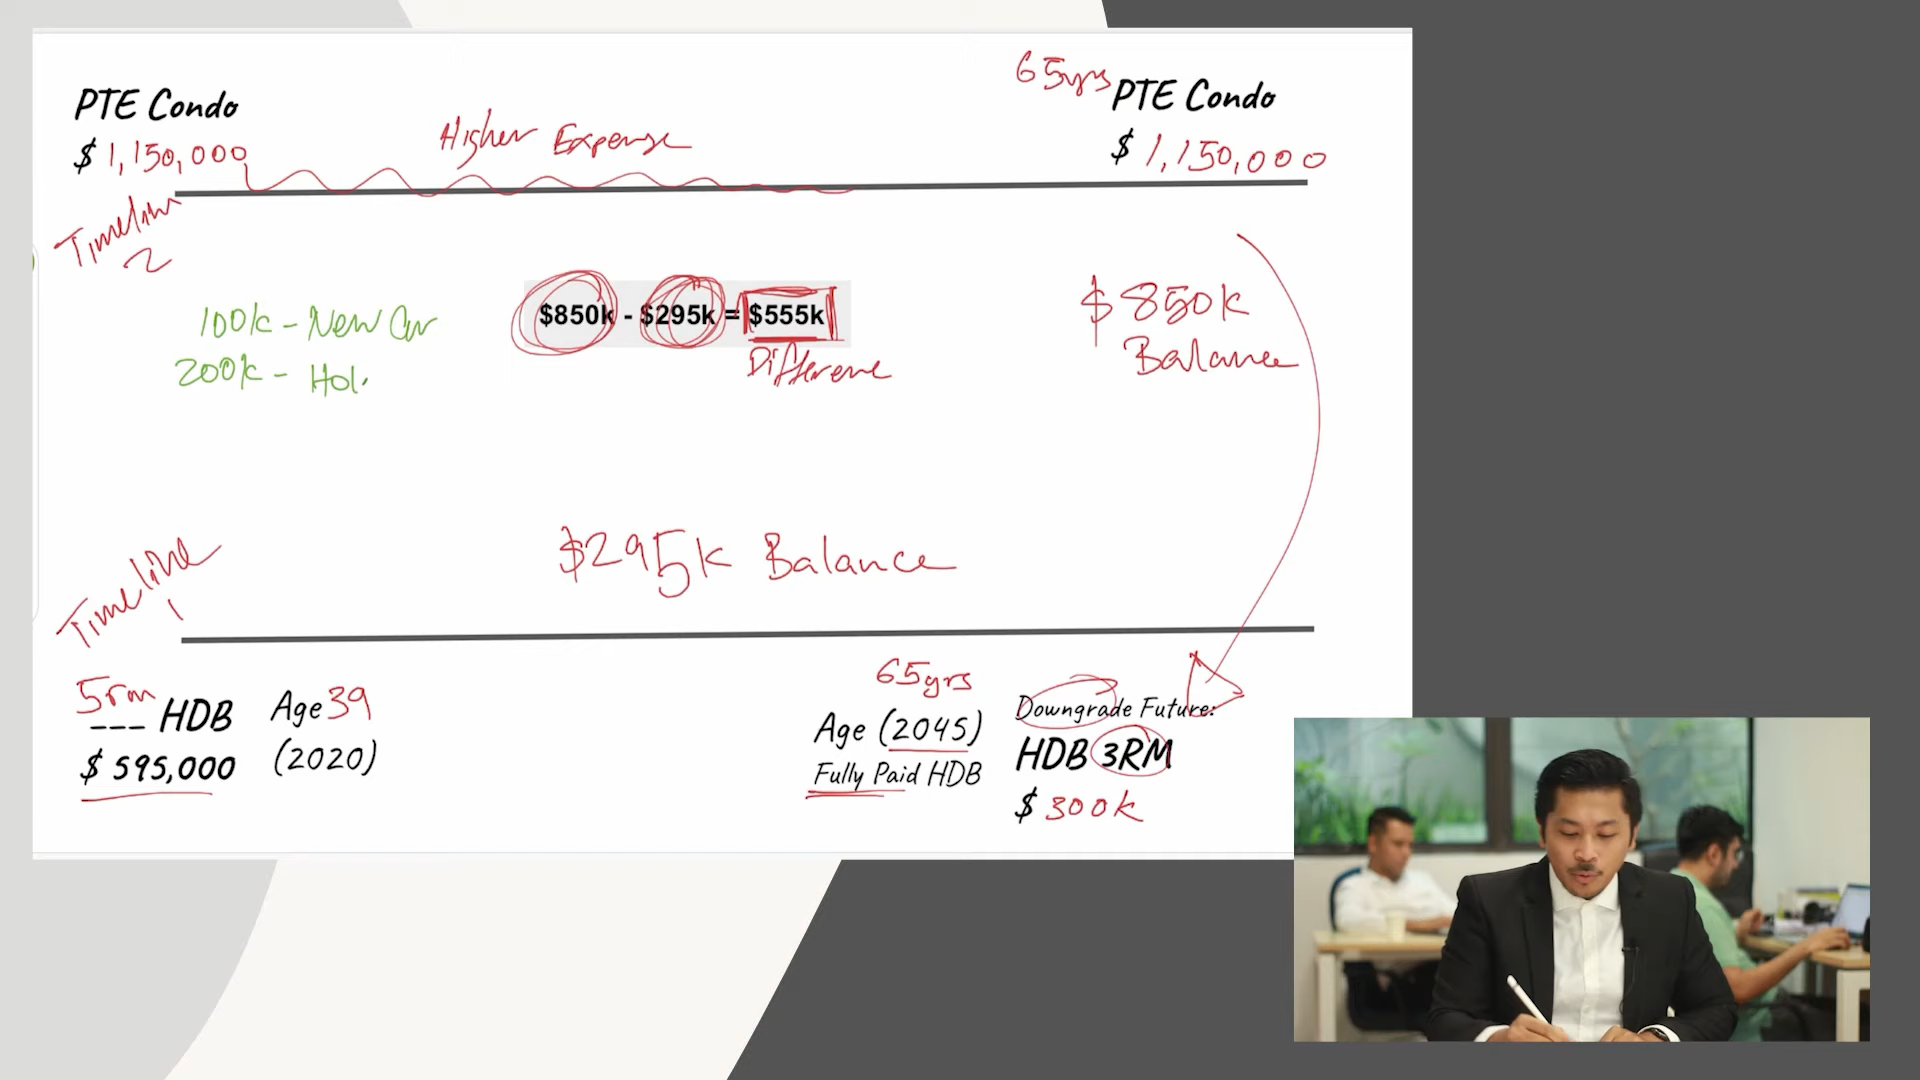 65yrs
PTE Condo
$ 1,150,000
Higher Expense
PTE Condo
$ 1,150,000
Timeline
2
100k - New Car
200k - Hol
$850k - $295k = $555k
Difference
$850k
Balance
$295k Balance
Timeline
1
5rm
___ HDB
$ 595,000
Age 39
(2020)
65yrs
Age (2045)
Fully Paid HDB
Downgrade Future:
HDB 3RM
$ 300k